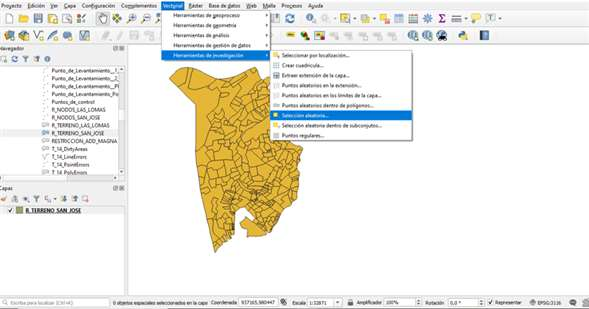 Proyecto Edición Ver Capa Configuración Complementos Vectorial Ráster Base de datos Web Malla Procesos Ayuda
Herramientas de geoproceso
Herramientas de geometría
Herramientas de análisis
Herramientas de gestión de datos
Herramientas de investigación
Seleccionar por localización...
Crear cuadrícula...
Extraer extensión de la capa...
Puntos aleatorios en la extensión...
Puntos aleatorios en los límites de la capa...
Puntos aleatorios dentro de polígonos...
Selección aleatoria...
Selección aleatoria dentro de subconjuntos...
Puntos regulares...
Navegador
Punto_de_Levantamiento__1
Punto_de_Levantamiento__2
Punto_de_Levantamiento_Pl
Punto_de_Levantamiento_Pl
Puntos_de_control
R_NODOS_LAS_LOMAS
R_NODOS_SAN_JOSE
R_TERRENO_LAS_LOMAS
R_TERRENO_SAN_JOSE
RESTRICCION_ADD_MAGNA
T_14_DirtyAreas
T_14_LineErrors
T_14_PointErrors
T_14_PolyErrors
Capas
R_TERRENO_SAN_JOSE
Escriba para localizar (Ctrl+K)
0 objetos espaciales seleccionados en la capa
Coordenada
937165,980447
Escala 1:32871
Amplificador 100%
Rotación 0,0 °
Representar
EPSG:3116